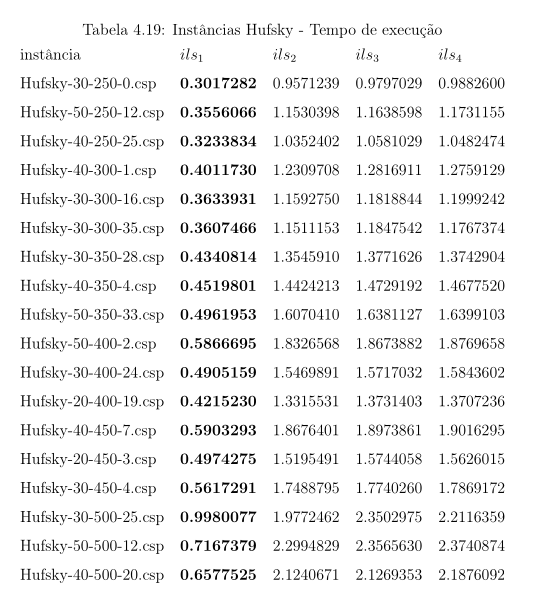 Tabela 4.19: Instâncias Hufsky - Tempo de execução
instância ils1 ils2 ils3 ils4
Hufsky-30-250-0.csp 0.3017282 0.9571239 0.9797029 0.9882600
Hufsky-50-250-12.csp 0.3556066 1.1530398 1.1638598 1.1731155
Hufsky-40-250-25.csp 0.3233834 1.0352402 1.0581029 1.0482474
Hufsky-40-300-1.csp 0.4011730 1.2309708 1.2816911 1.2759129
Hufsky-30-300-16.csp 0.3633931 1.1592750 1.1818844 1.1999242
Hufsky-30-300-35.csp 0.3607466 1.1511153 1.1847542 1.1767374
Hufsky-30-350-28.csp 0.4340814 1.3545910 1.3771626 1.3742904
Hufsky-40-350-4.csp 0.4519801 1.4424213 1.4729192 1.4677520
Hufsky-50-350-33.csp 0.4961953 1.6070410 1.6381127 1.6399103
Hufsky-50-400-2.csp 0.5866695 1.8326568 1.8673882 1.8769658
Hufsky-30-400-24.csp 0.4905159 1.5469891 1.5717032 1.5843602
Hufsky-20-400-19.csp 0.4215230 1.3315531 1.3731403 1.3707236
Hufsky-40-450-7.csp 0.5903293 1.8676401 1.8973861 1.9016295
Hufsky-20-450-3.csp 0.4974275 1.5195491 1.5744058 1.5626015
Hufsky-30-450-4.csp 0.5617291 1.7488795 1.7740260 1.7869172
Hufsky-30-500-25.csp 0.9980077 1.9772462 2.3502975 2.2116359
Hufsky-50-500-12.csp 0.7167379 2.2994829 2.3565630 2.3740874
Hufsky-40-500-20.csp 0.6577525 2.1240671 2.1269353 2.1876092